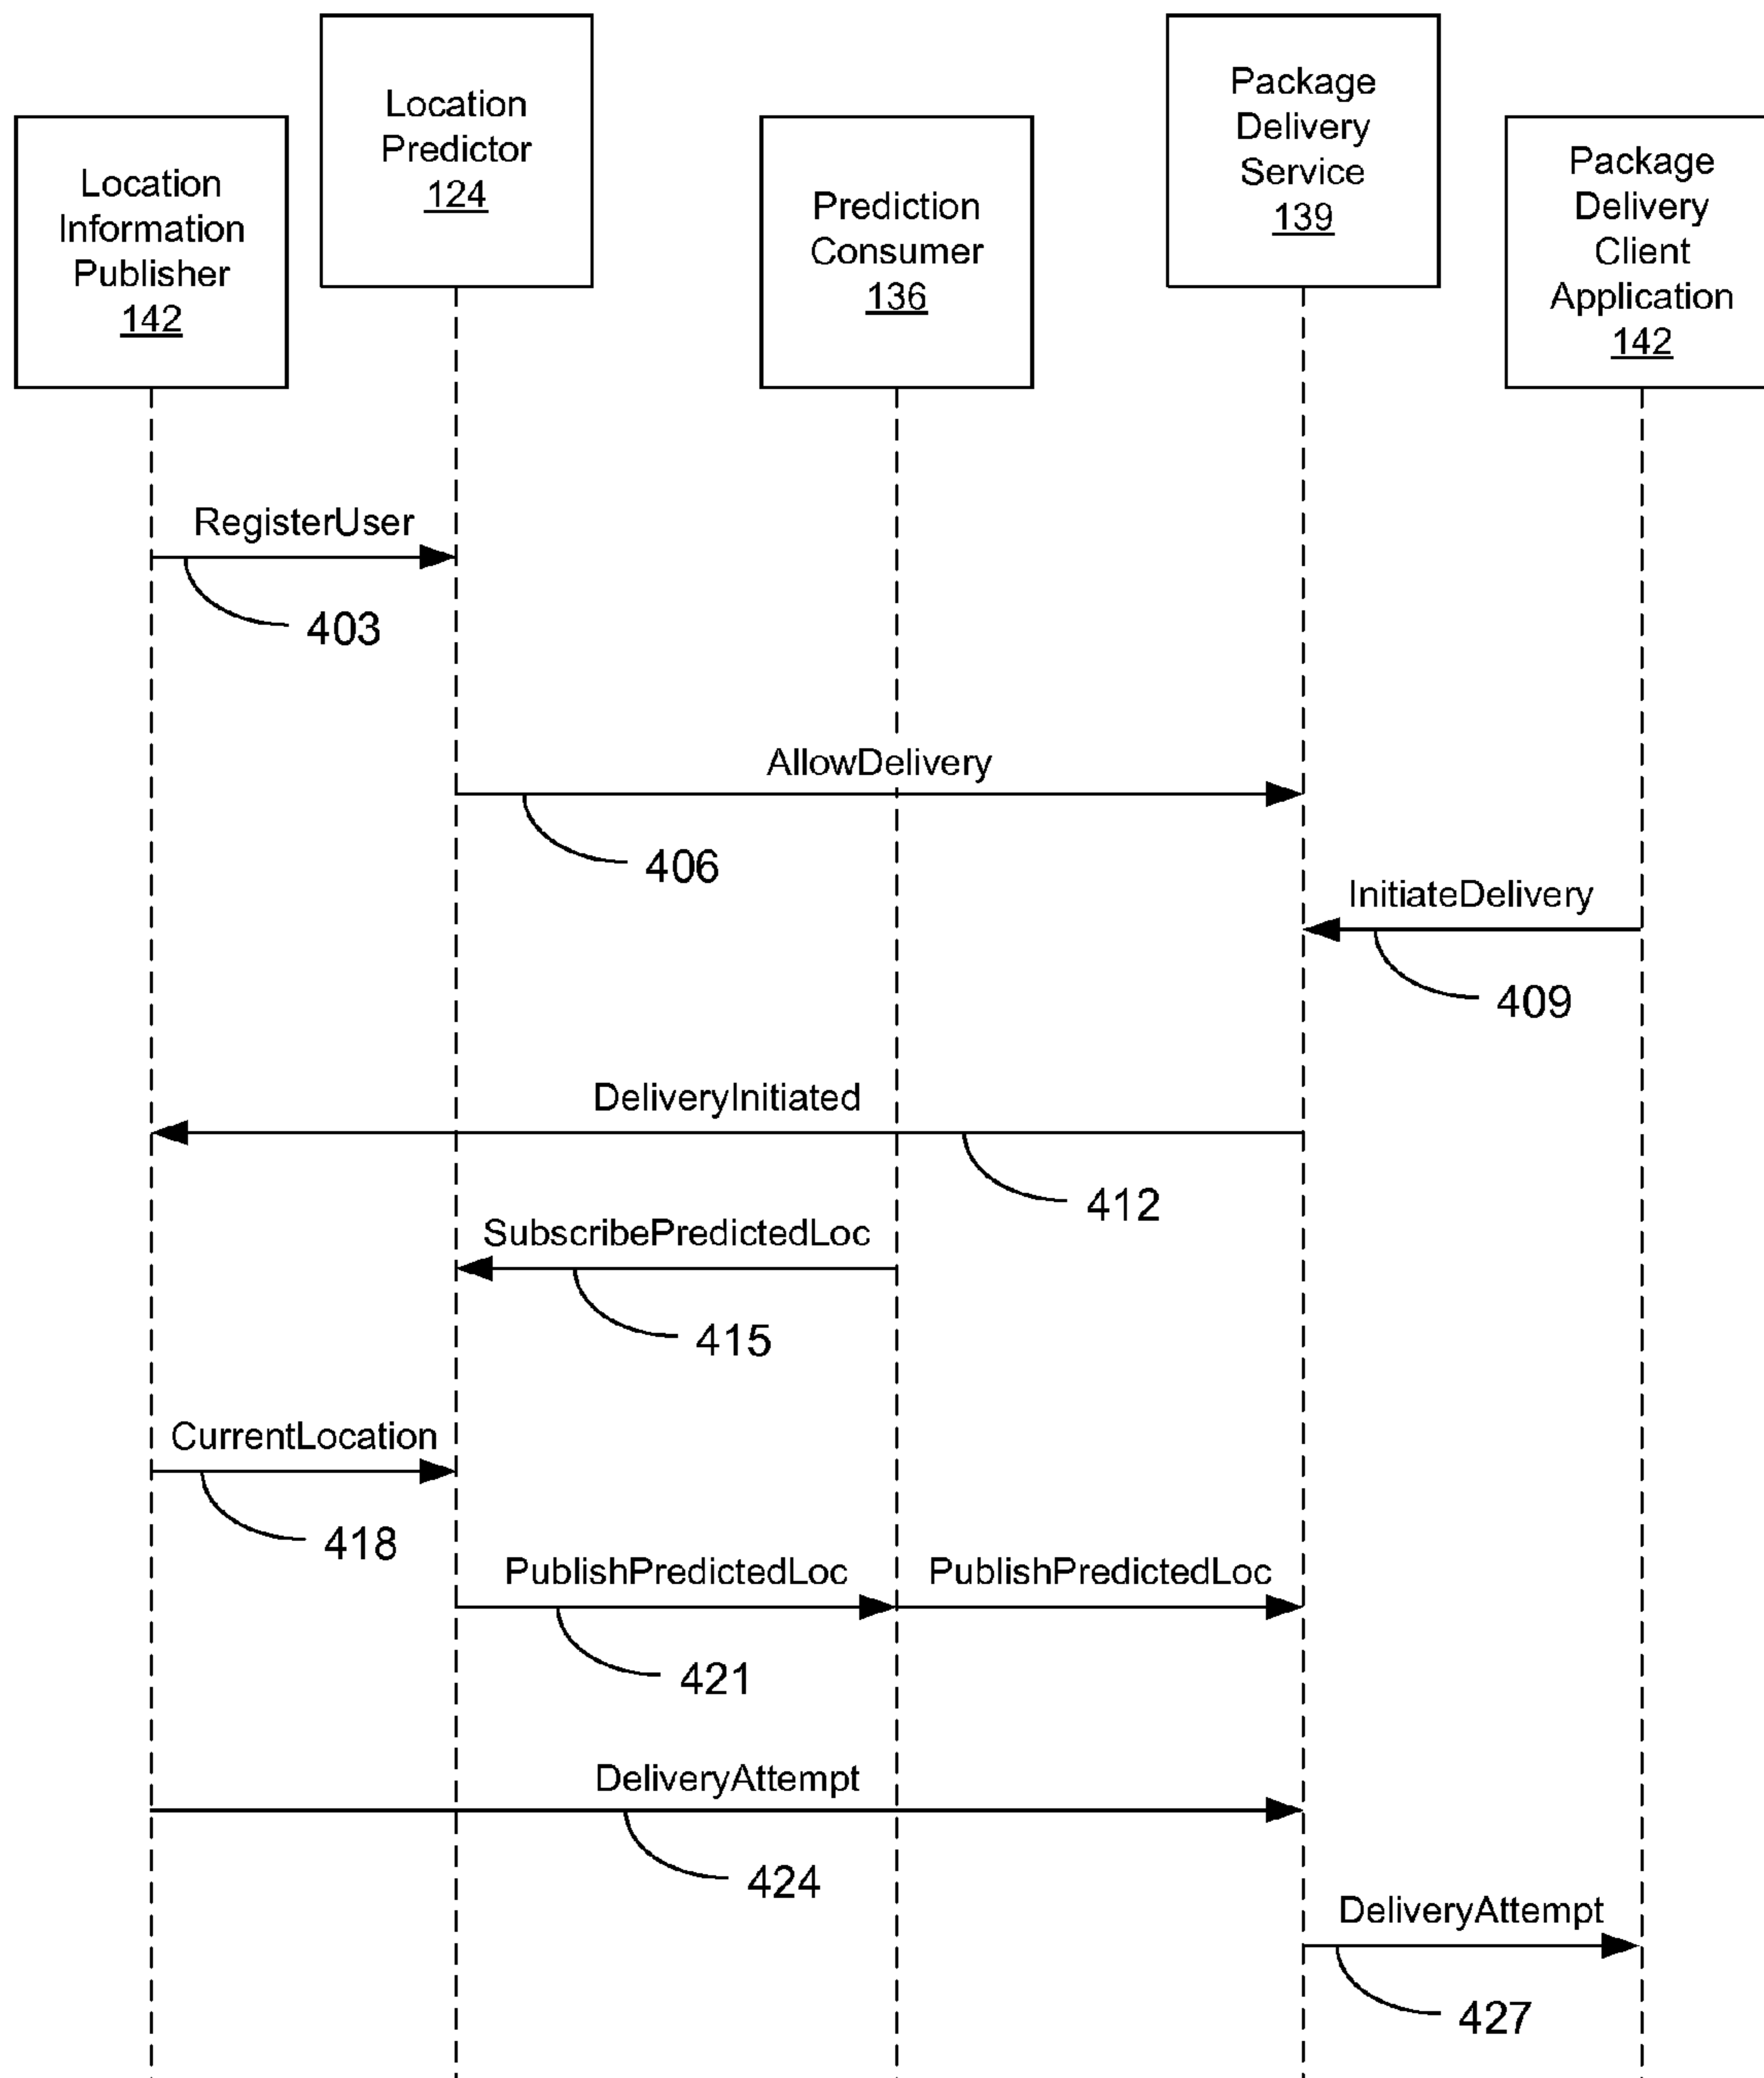 Location
Information
Publisher
142
Location
Predictor
124
Prediction
Consumer
136
Package
Delivery
Service
139
Package
Delivery
Client
Application
142
RegisterUser
403
AllowDelivery
406
InitiateDelivery
409
DeliveryInitiated
412
SubscribePredictedLoc
415
CurrentLocation
418
PublishPredictedLoc
PublishPredictedLoc
421
DeliveryAttempt
424
DeliveryAttempt
427